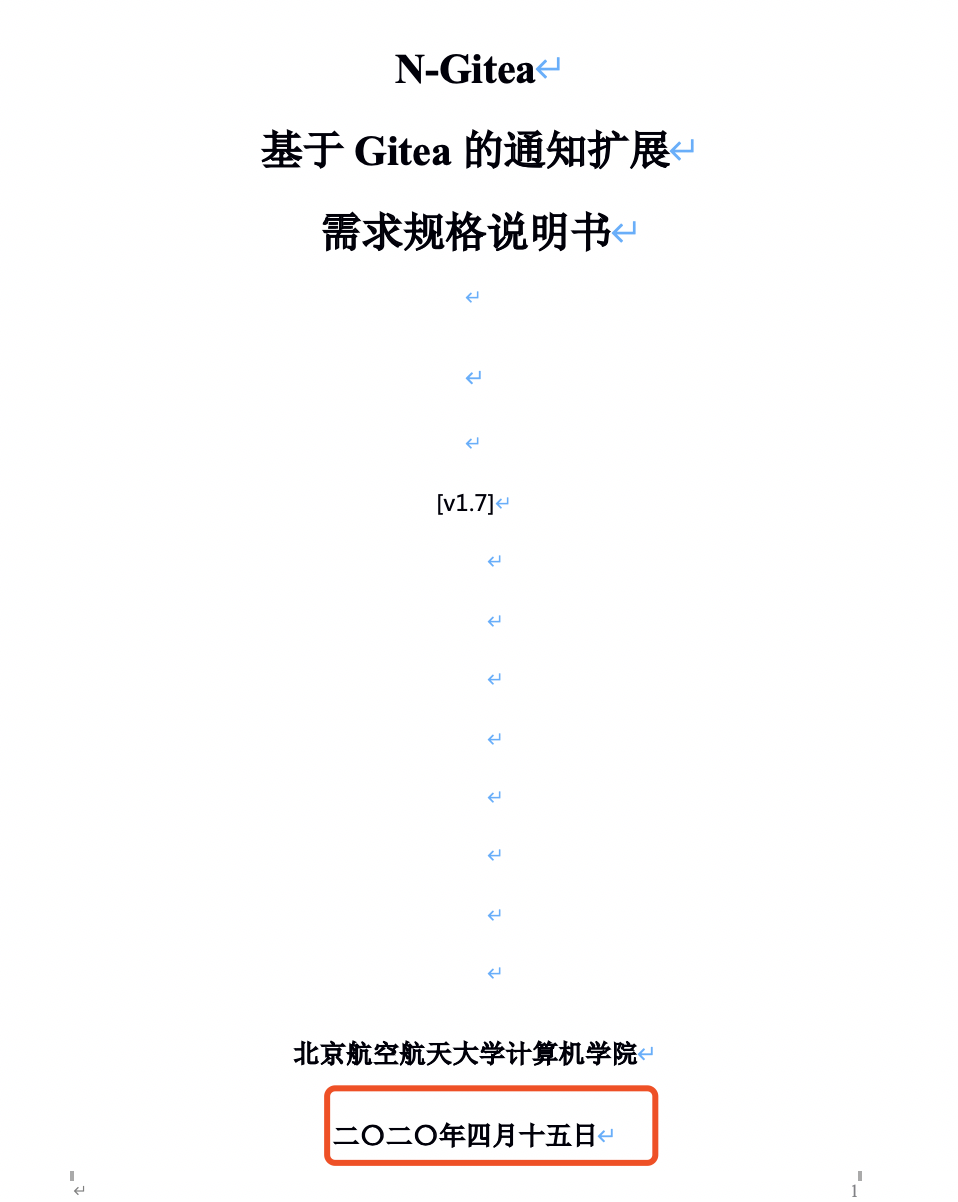 N-Gitea
基于 Gitea 的通知扩展
需求规格说明书
[v1.7]
北京航空航天大学计算机学院
二〇二〇年四月十五日
1